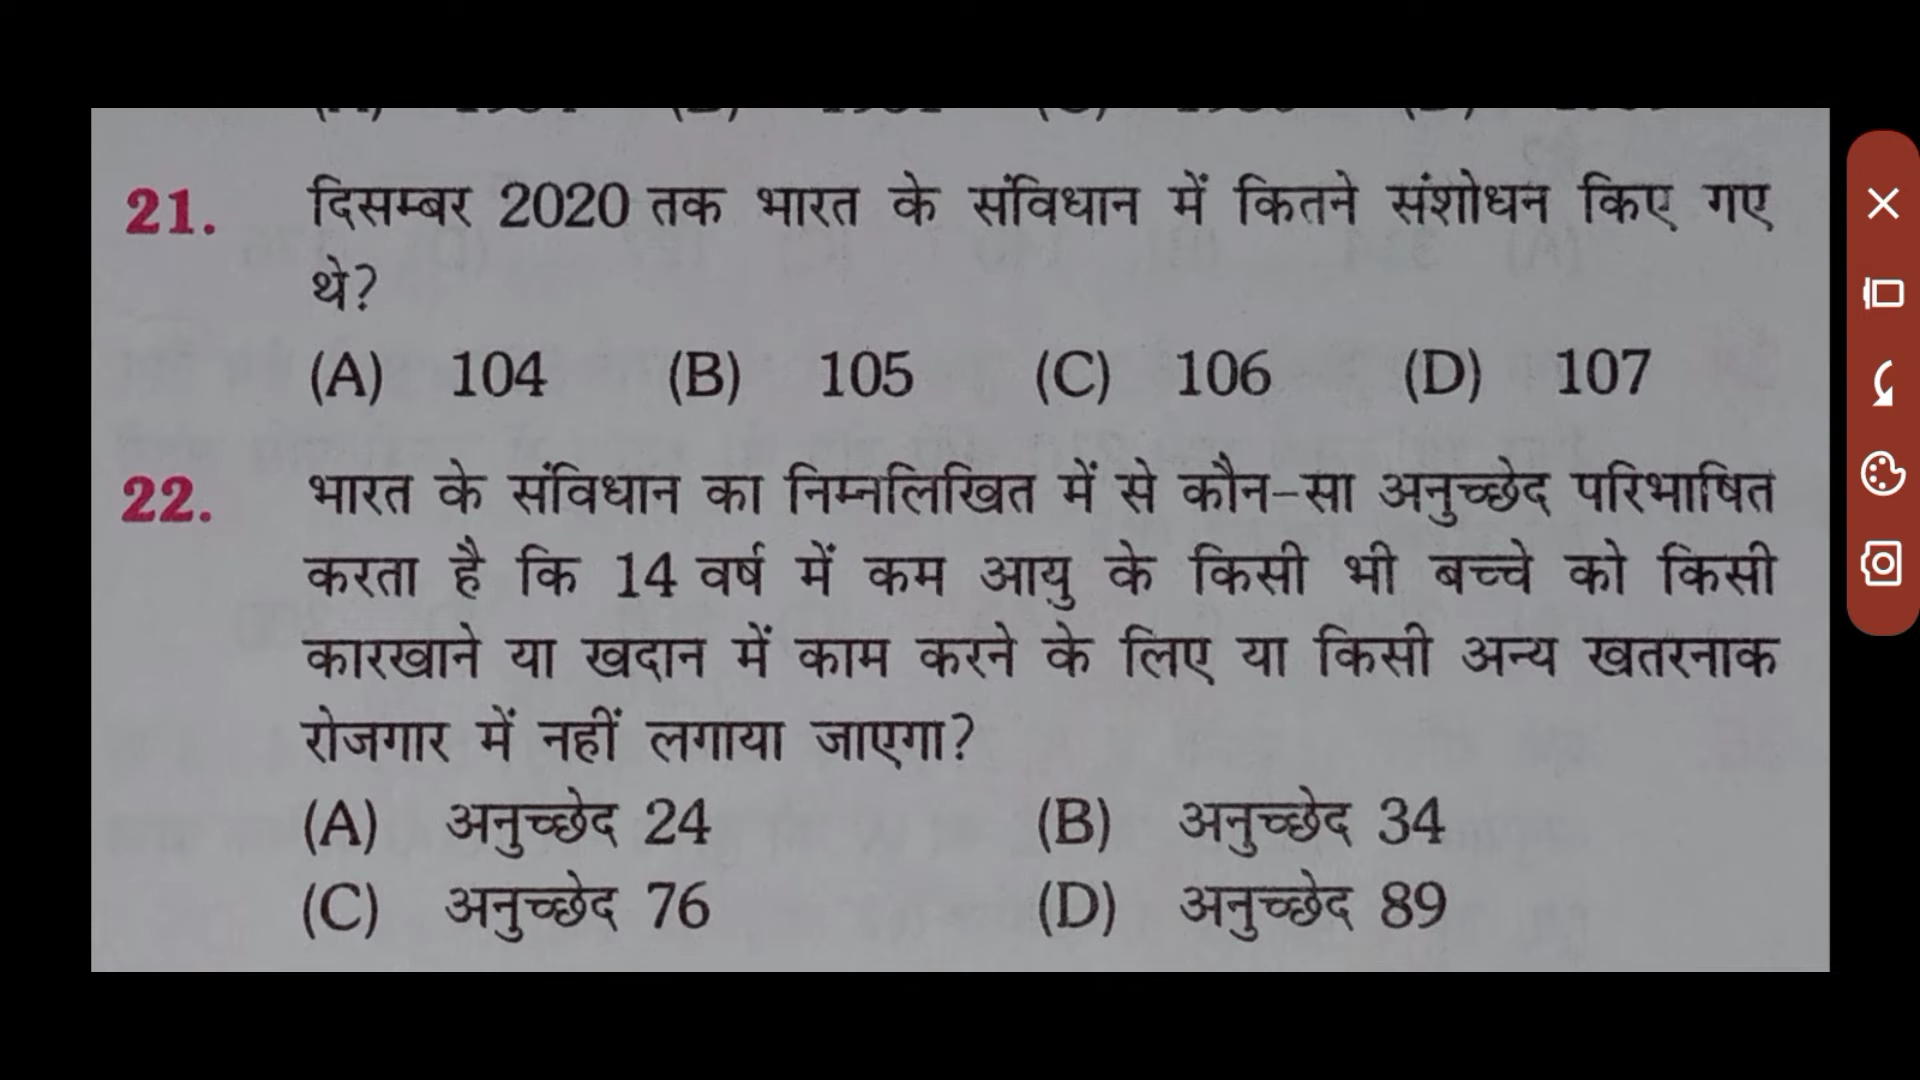 21. दिसम्बर 2020 तक भारत के संविधान में कितने संशोधन किए गए
थे?
(A) 104 (B) 105 (C) 106 (D) 107
22. भारत के संविधान का निम्नलिखित में से कौन-सा अनुच्छेद परिभाषित
करता है कि 14 वर्ष में कम आयु के किसी भी बच्चे को किसी
कारखाने या खदान में काम करने के लिए या किसी अन्य खतरनाक
रोजगार में नहीं लगाया जाएगा?
(A) अनुच्छेद 24 (B) अनुच्छेद 34
(C) अनुच्छेद 76 (D) अनुच्छेद 89